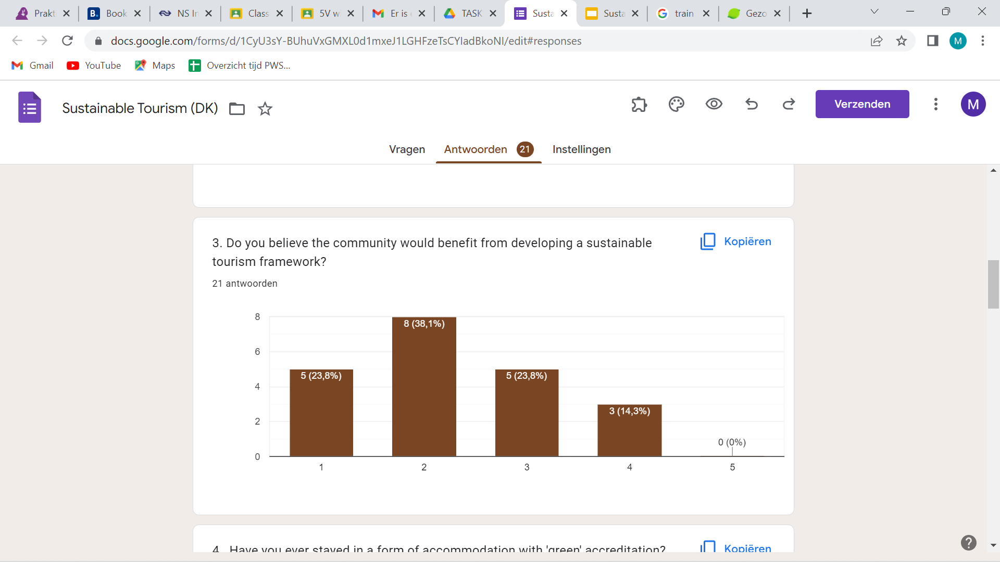 Prakt
Book
NS In
Class
5V w
Er is
TASK
Susta
Susta
train
Gezo
docs.google.com/forms/d/1CyU3sY-BUhuVxGMXL0d1mxeJ1LGHFzeTsCYIadBkoNI/edit#responses
M
Gmail
YouTube
Maps
Overzicht tijd PWS...
Sustainable Tourism (DK)
Verzenden
M
Vragen
Antwoorden 21
Instellingen
3. Do you believe the community would benefit from developing a sustainable
tourism framework?
Kopiëren
21 antwoorden
8
6
4
2
0
5 (23,8%)
8 (38,1%)
5 (23,8%)
3 (14,3%)
0 (0%)
1
2
3
4
5
4. Have you ever stayed in a form of accommodation with 'green' accreditation?
Kopiëren